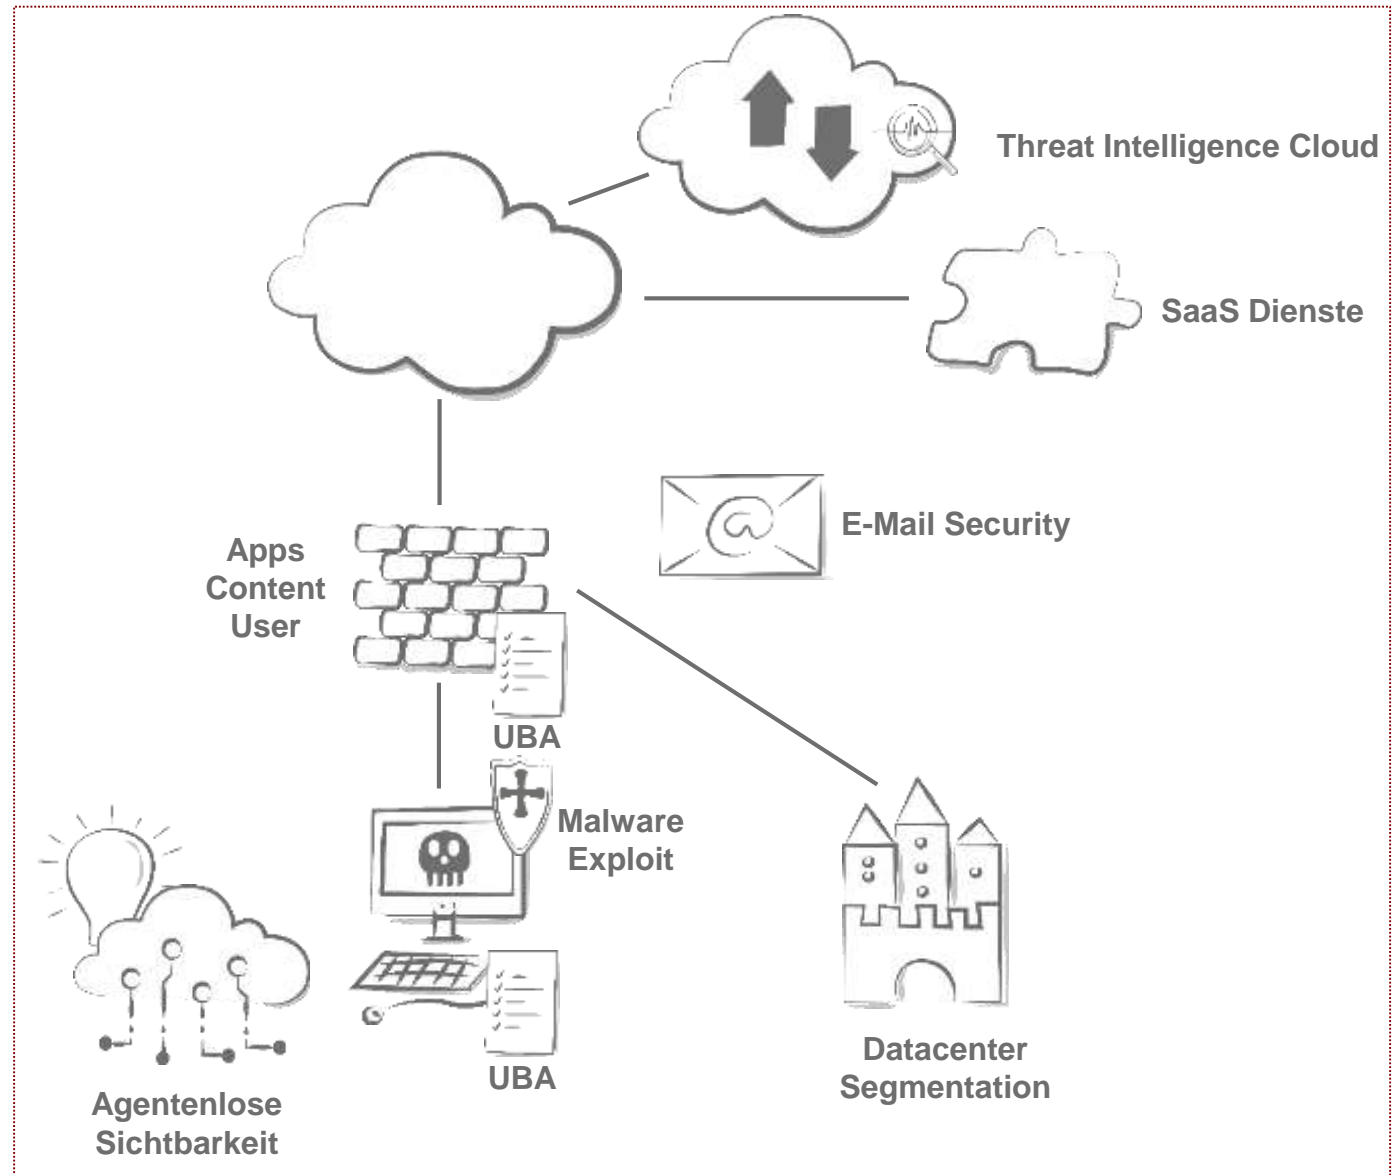 Threat Intelligence Cloud
SaaS Dienste
E-Mail Security
Apps
Content
User
UBA
Malware
Exploit
UBA
Datacenter
Segmentation
Agentenlose
Sichtbarkeit